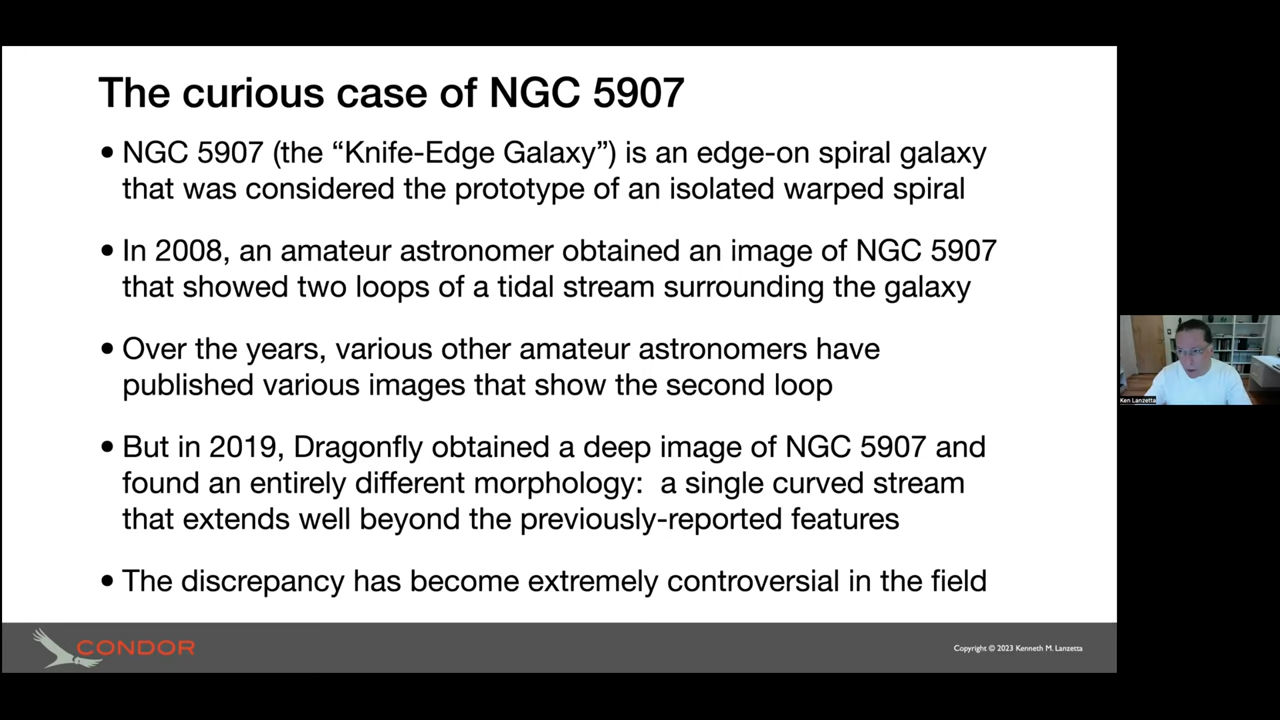 The curious case of NGC 5907
• NGC 5907 (the “Knife-Edge Galaxy”) is an edge-on spiral galaxy
that was considered the prototype of an isolated warped spiral
• In 2008, an amateur astronomer obtained an image of NGC 5907
that showed two loops of a tidal stream surrounding the galaxy
• Over the years, various other amateur astronomers have
published various images that show the second loop
• But in 2019, Dragonfly obtained a deep image of NGC 5907 and
found an entirely different morphology:  a single curved stream
that extends well beyond the previously-reported features
• The discrepancy has become extremely controversial in the field
CONDOR
Copyright © 2023 Kenneth M. Lanzetta
Ken Lanzetta